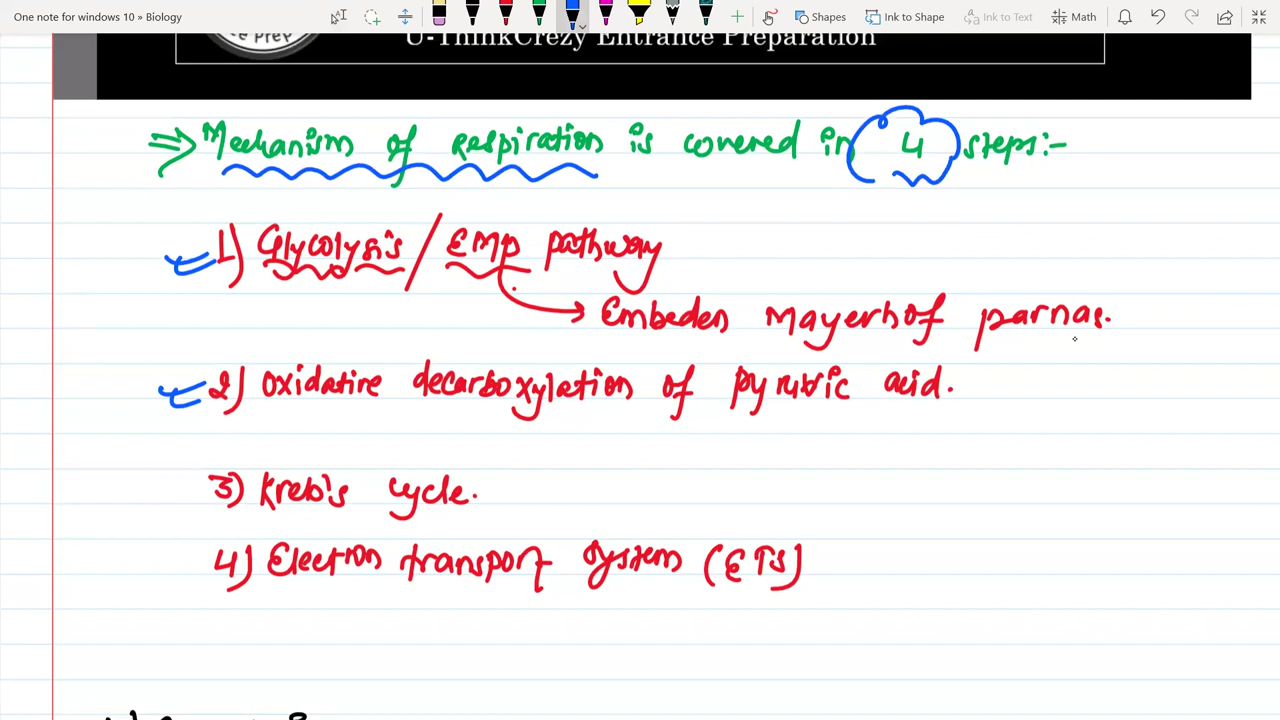 One note for windows 10 » Biology
Shapes
Ink to Shape
Ink to Text
Math
e Prep
U-ThinkCrezy Entrance Preparation
⇒ Mechanism of Respiration is covered in 4 steps:-
1) Glycolysis / EMP pathway
→ Embeden Mayerhof parnas.
2) Oxidative decarboxylation of pyruvic acid.
3) Kreb's cycle.
4) Electron transport system (ETS)